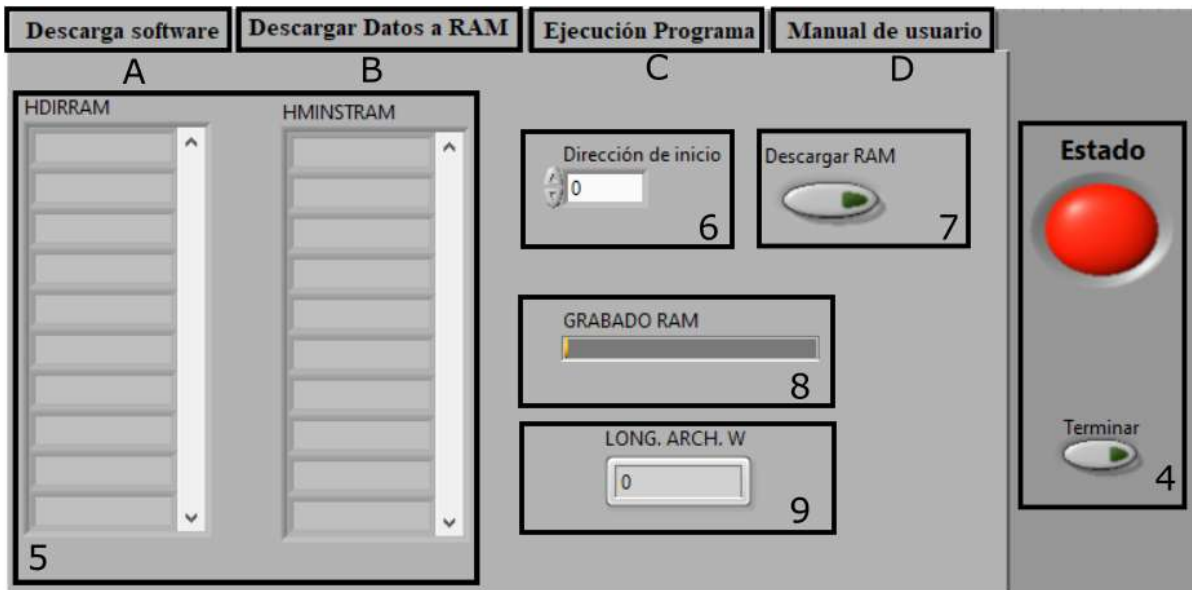 Descarga software
Descargar Datos a RAM
Ejecución Programa
Manual de usuario
A
B
C
D
HDIRRAM
HMINSTRAM
5
Dirección de inicio
0
6
Descargar RAM
7
GRABADO RAM
8
LONG. ARCH. W
0
9
Estado
Terminar
4